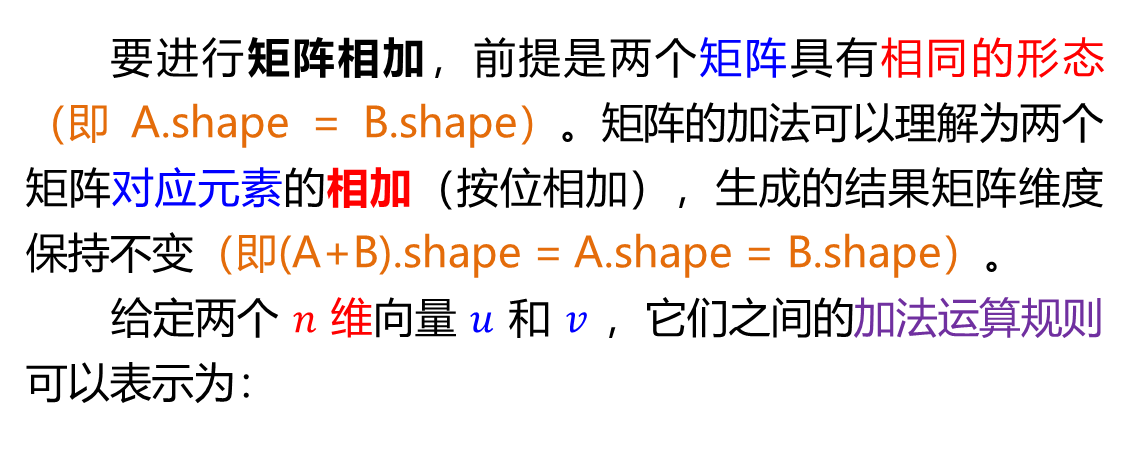 要进行矩阵相加，前提是两个矩阵具有相同的形态
（即 A.shape = B.shape）。矩阵的加法可以理解为两个
矩阵对应元素的相加（按位相加），生成的结果矩阵维度
保持不变（即(A+B).shape = A.shape = B.shape）。
给定两个 n 维向量 u 和 v ，它们之间的加法运算规则
可以表示为：